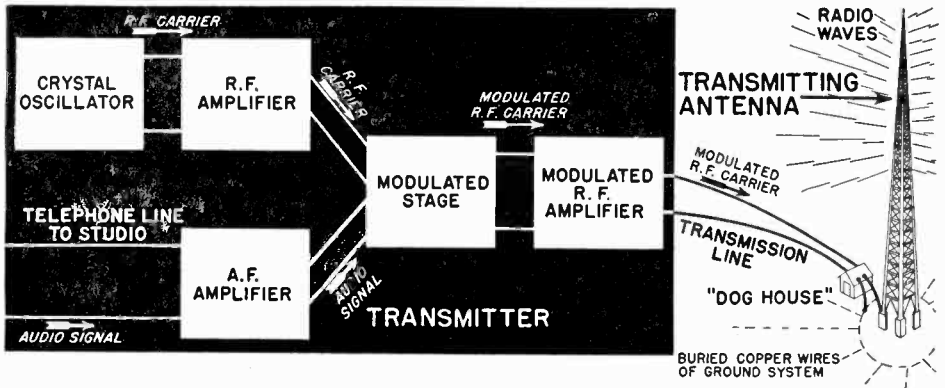 R.F. CARRIER
CRYSTAL
OSCILLATOR
R.F.
AMPLIFIER
R.F.
CARRIER
MODULATED
R.F. CARRIER
MODULATED
STAGE
MODULATED
R.F.
AMPLIFIER
TELEPHONE LINE
TO STUDIO
A.F.
AMPLIFIER
AUDIO
SIGNAL
AUDIO SIGNAL
TRANSMITTER
RADIO
WAVES
TRANSMITTING
ANTENNA
MODULATED
R.F. CARRIER
TRANSMISSION
LINE
"DOG HOUSE"
BURIED COPPER WIRES
OF GROUND SYSTEM